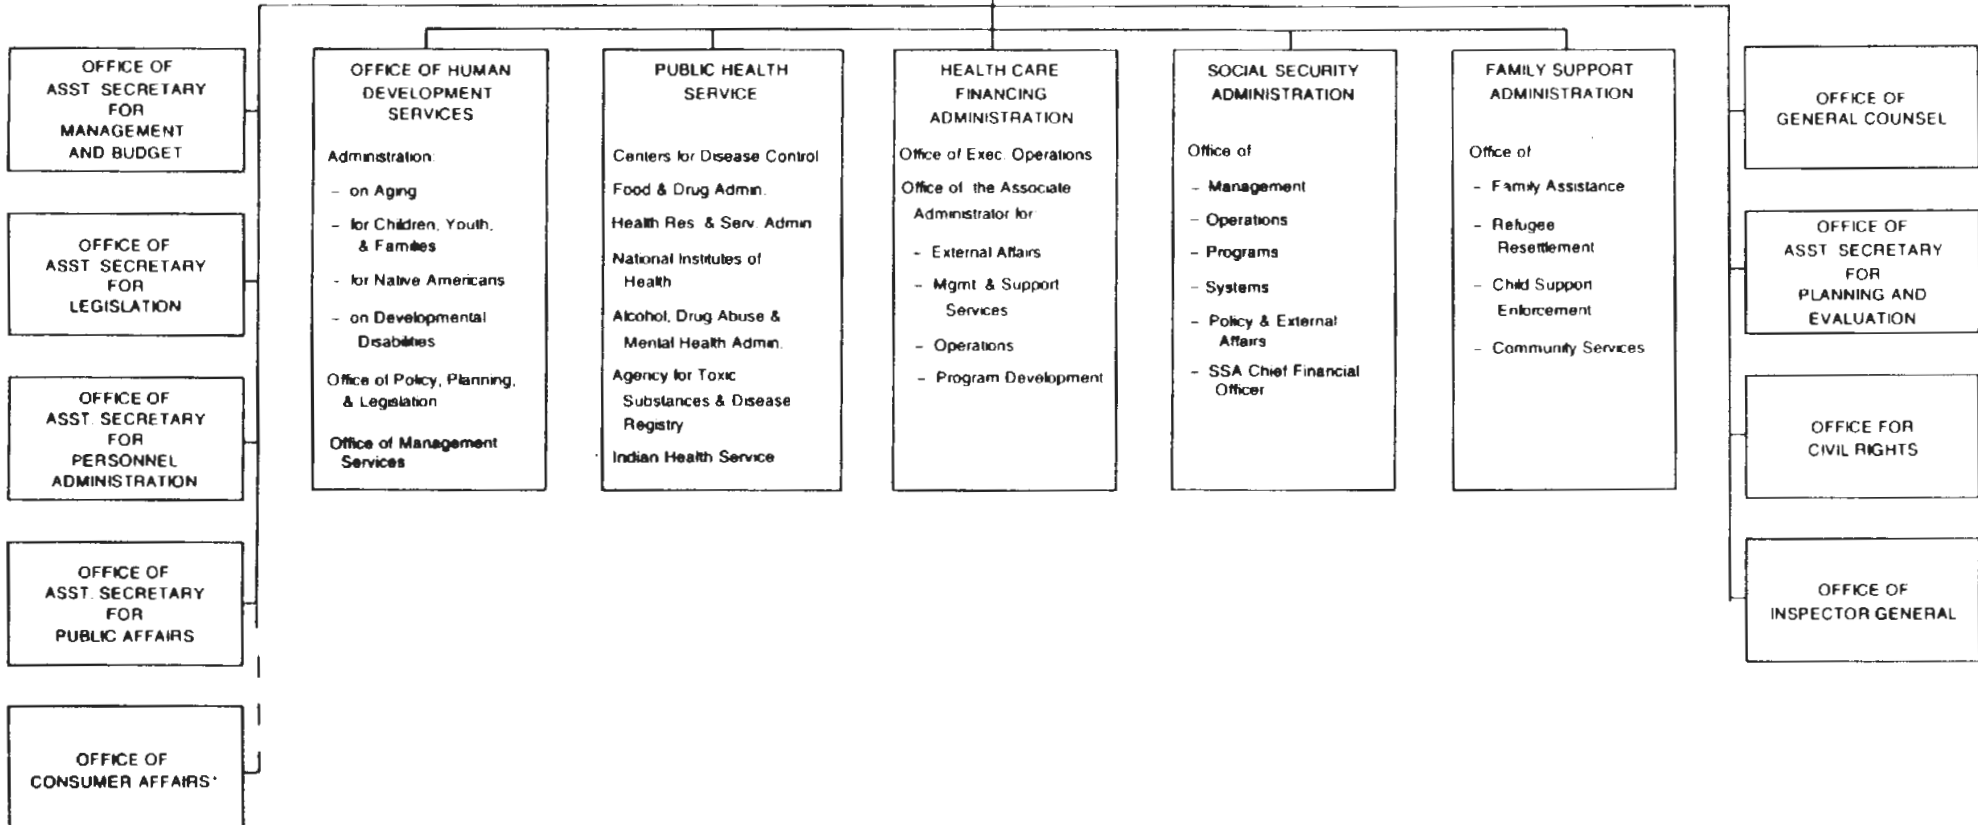 OFFICE OF
ASST SECRETARY
FOR
MANAGEMENT
AND BUDGET
OFFICE OF
ASST SECRETARY
FOR
LEGISLATION
OFFICE OF
ASST. SECRETARY
FOR
PERSONNEL
ADMINISTRATION
OFFICE OF
ASST. SECRETARY
FOR
PUBLIC AFFAIRS
OFFICE OF
CONSUMER AFFAIRS*
OFFICE OF HUMAN
DEVELOPMENT
SERVICES
Administration:
- on Aging
- for Children, Youth,
& Families
- for Native Americans
- on Developmental
Disabilities
Office of Policy, Planning,
& Legislation
Office of Management
Services
PUBLIC HEALTH
SERVICE
Centers for Disease Control
Food & Drug Admin.
Health Res. & Serv. Admin
National Institutes of
Health
Alcohol, Drug Abuse &
Mental Health Admin.
Agency for Toxic
Substances & Disease
Registry
Indian Health Service
HEALTH CARE
FINANCING
ADMINISTRATION
Office of Exec. Operations
Office of the Associate
Administrator for
- External Affairs
- Mgmt & Support
Services
- Operations
- Program Development
SOCIAL SECURITY
ADMINISTRATION
Office of
- Management
- Operations
- Programs
- Systems
- Policy & External
Affairs
- SSA Chief Financial
Officer
FAMILY SUPPORT
ADMINISTRATION
Office of
- Family Assistance
- Refugee
Resettlement
- Child Support
Enforcement
- Community Services
OFFICE OF
GENERAL COUNSEL
OFFICE OF
ASST SECRETARY
FOR
PLANNING AND
EVALUATION
OFFICE FOR
CIVIL RIGHTS
OFFICE OF
INSPECTOR GENERAL